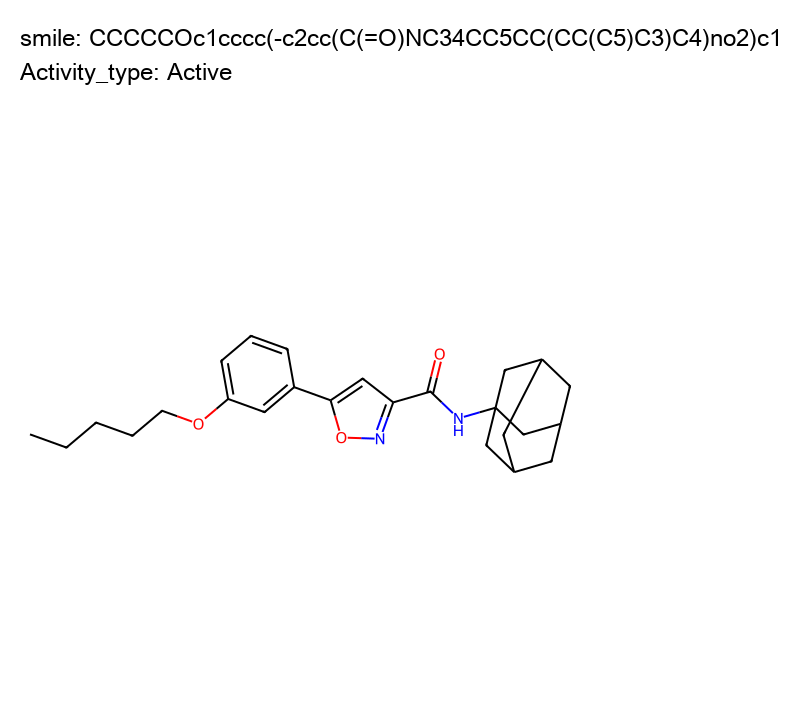 smile: CCCCCOc1cccc(-c2cc(C(=O)NC34CC5CC(CC(C5)C3)C4)no2)c1
Activity_type: Active
O
O
O
N
N
H